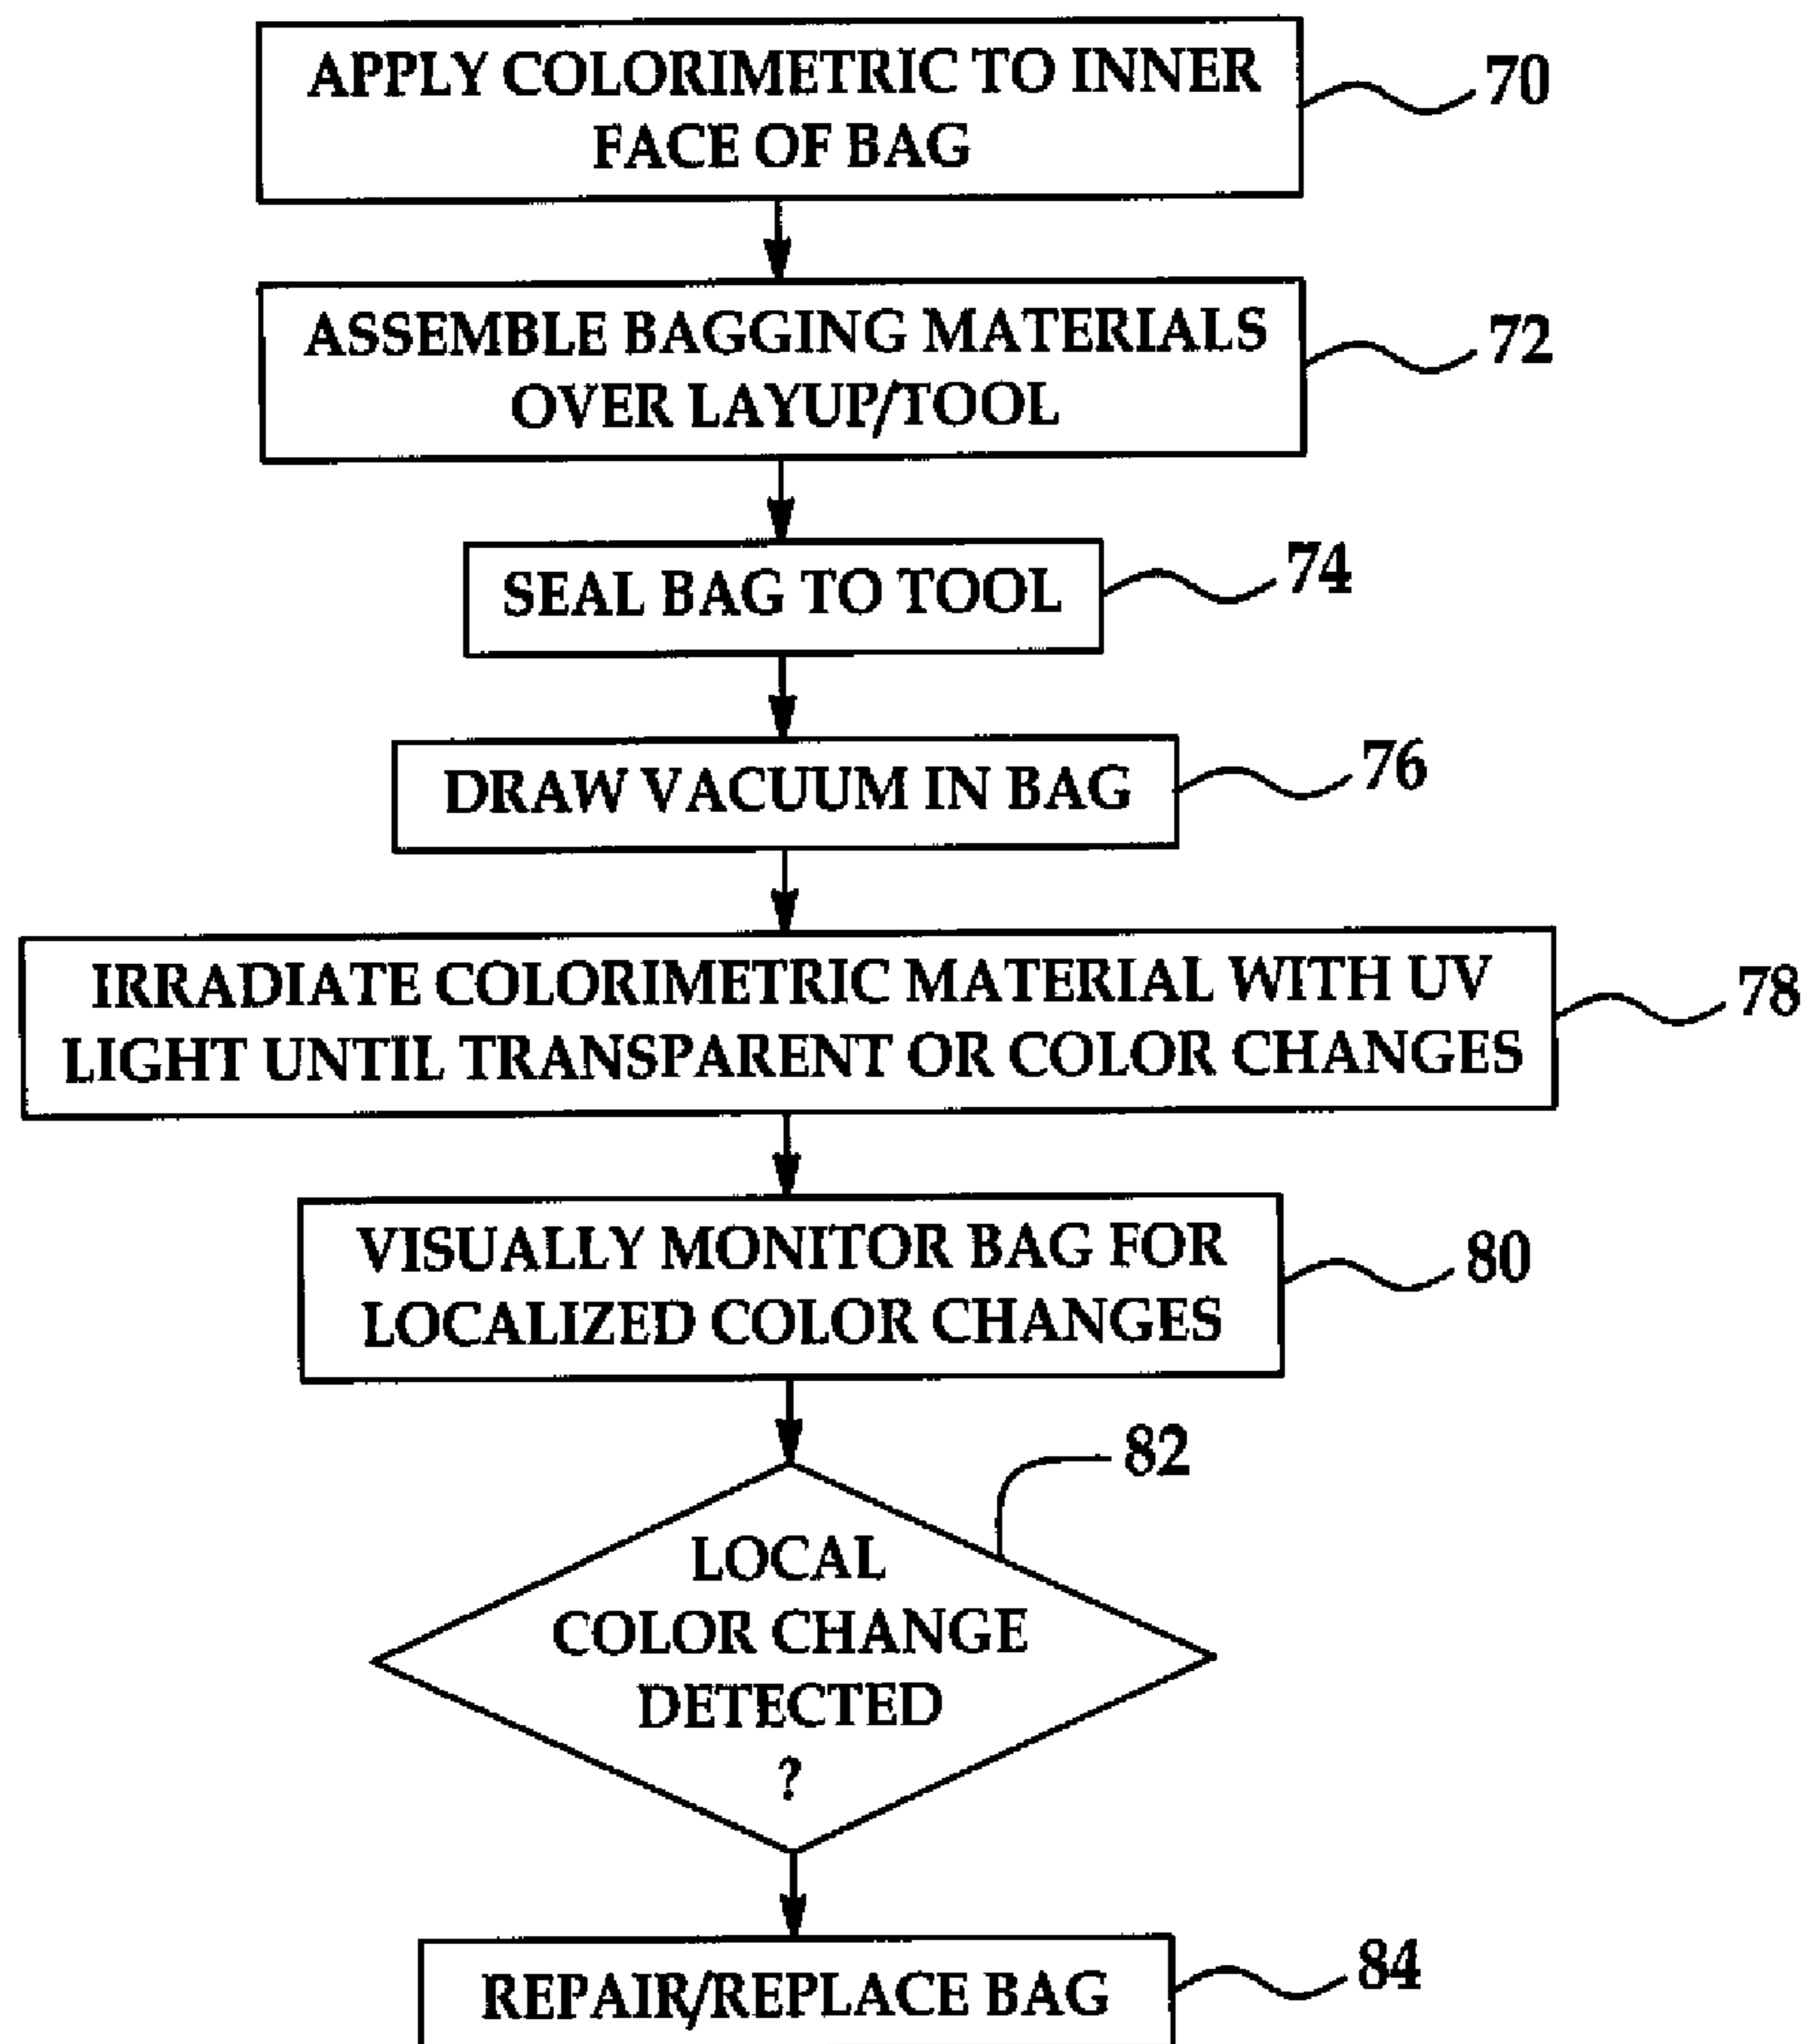 APPLY COLORIMETRIC TO INNER
FACE OF BAG
70
ASSEMBLE BAGGING MATERIALS
OVER LAYUP/TOOL
72
SEAL BAG TO TOOL
74
DRAW VACUUM IN BAG
76
IRRADIATE COLORIMETRIC MATERIAL WITH UV
LIGHT UNTIL TRANSPARENT OR COLOR CHANGES
78
VISUALLY MONITOR BAG FOR
LOCALIZED COLOR CHANGES
80
82
LOCAL
COLOR CHANGE
DETECTED
?
REPAIR/REPLACE BAG
84